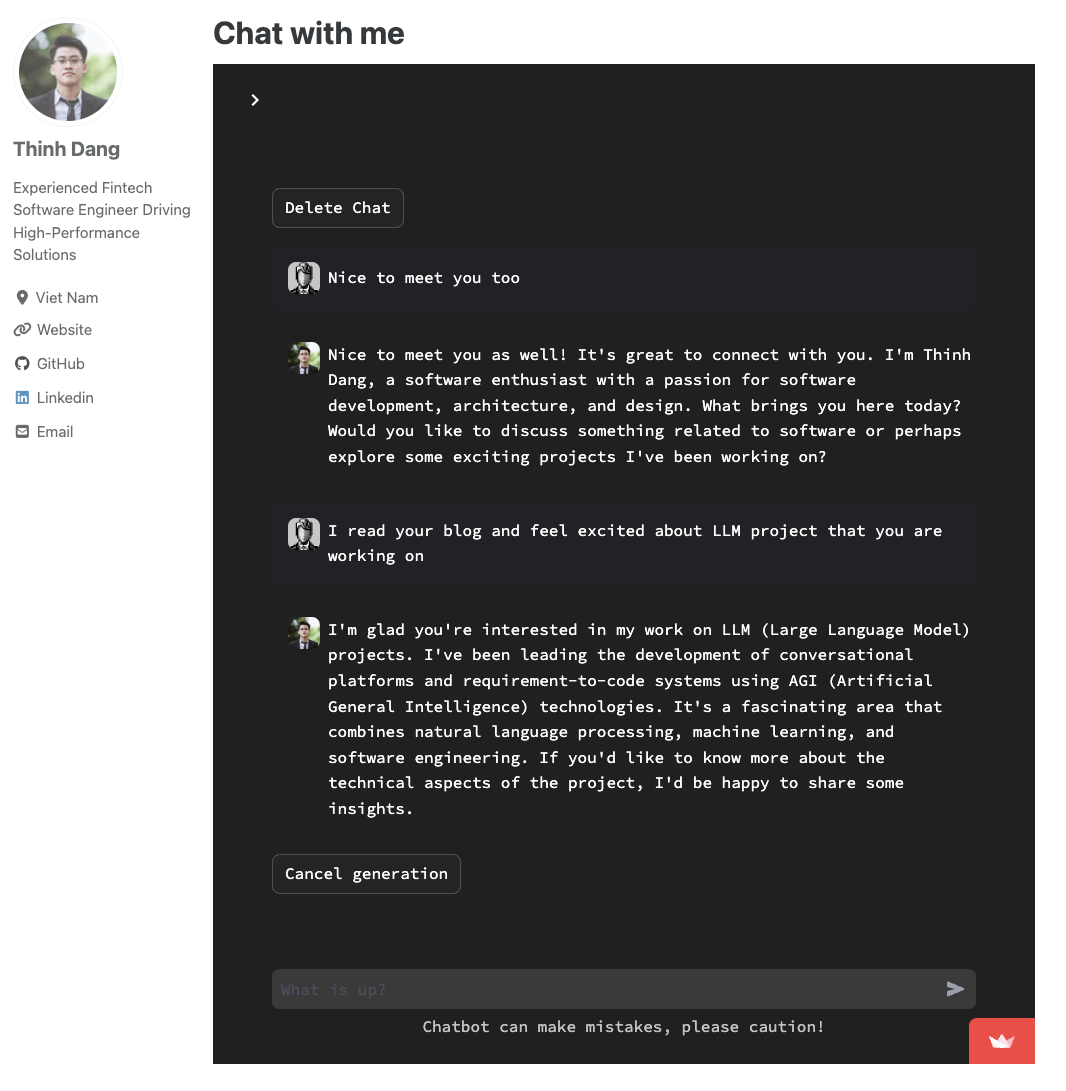 Chat with me
Thinh Dang
Experienced Fintech
Software Engineer Driving
High-Performance
Solutions
Viet Nam
Website
GitHub
Linkedin
Email
Delete Chat
Nice to meet you too
Nice to meet you as well! It's great to connect with you. I'm Thinh
Dang, a software enthusiast with a passion for software
development, architecture, and design. What brings you here today?
Would you like to discuss something related to software or perhaps
explore some exciting projects I've been working on?
I read your blog and feel excited about LLM project that you are
working on
I'm glad you're interested in my work on LLM (Large Language Model)
projects. I've been leading the development of conversational
platforms and requirement-to-code systems using AGI (Artificial
General Intelligence) technologies. It's a fascinating area that
combines natural language processing, machine learning, and
software engineering. If you'd like to know more about the
technical aspects of the project, I'd be happy to share some
insights.
Cancel generation
What is up?
Chatbot can make mistakes, please caution!